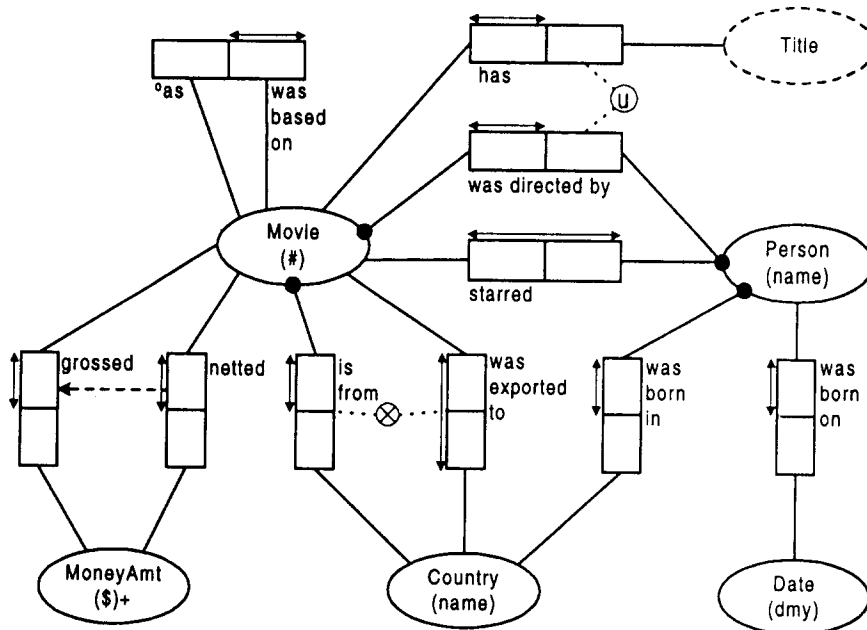 ºas
was
based
on
has
Title
u
was directed by
Movie
(#)
Person
(name)
starred
grossed
netted
is
from
was
exported
to
was
born
in
was
born
on
MoneyAmt
($)+
Country
(name)
Date
(dmy)